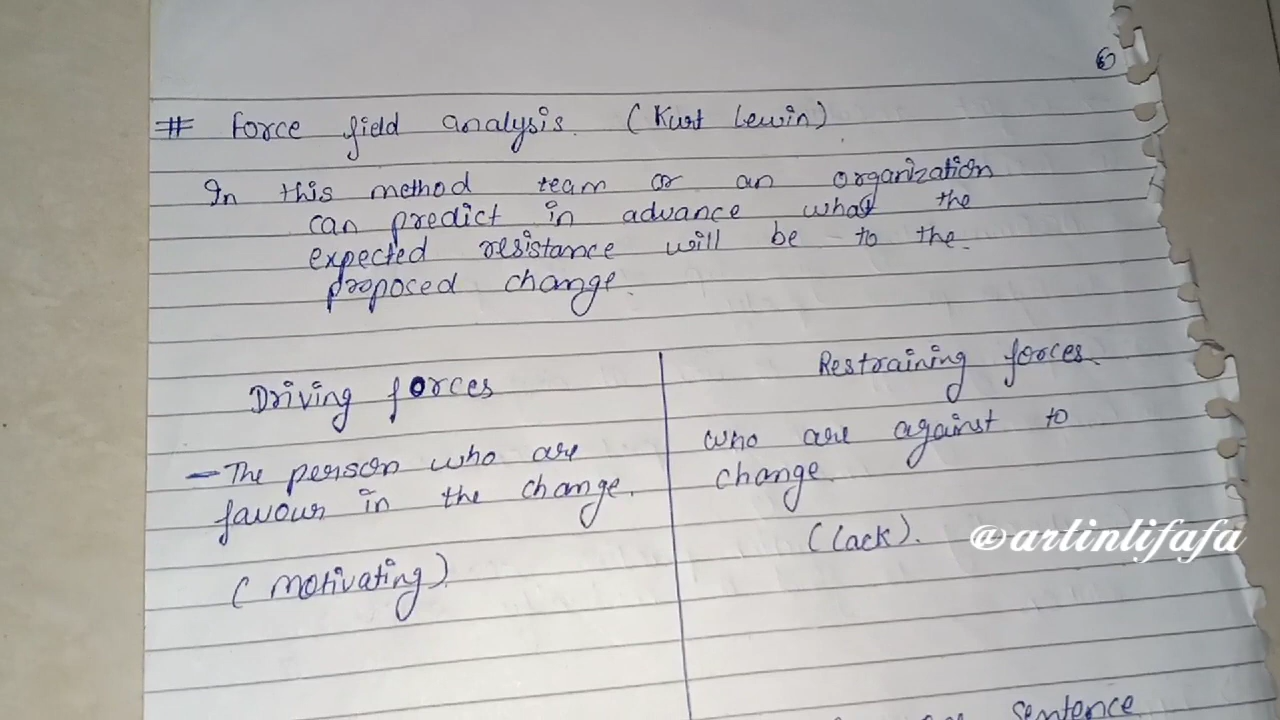 6
# Force field analysis. (Kurt Lewin)
In this method team or an organization
can predict in advance what the
expected resistance will be to the
proposed change.
Driving forces
- The person who are
favour in the change.
(motivating)
Restraining forces.
who are against to
change.
(lack).
@artinlifafa
sentence